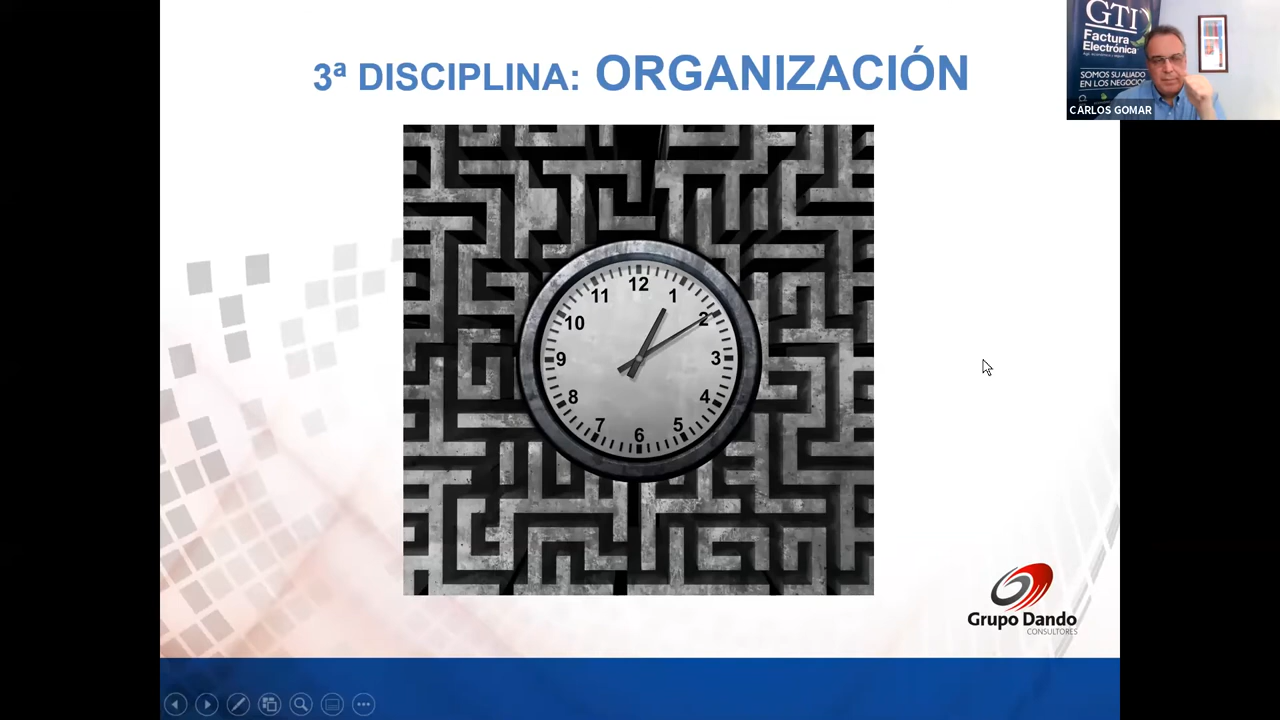 3ª DISCIPLINA: ORGANIZACIÓN
GTI
Factura
Electrónica
SOMOS SU ALIADO
EN LOS NEGOCIOS
CARLOS GOMAR
12
1
2
3
4
5
6
7
8
9
10
11
Grupo Dando
CONSULTORES